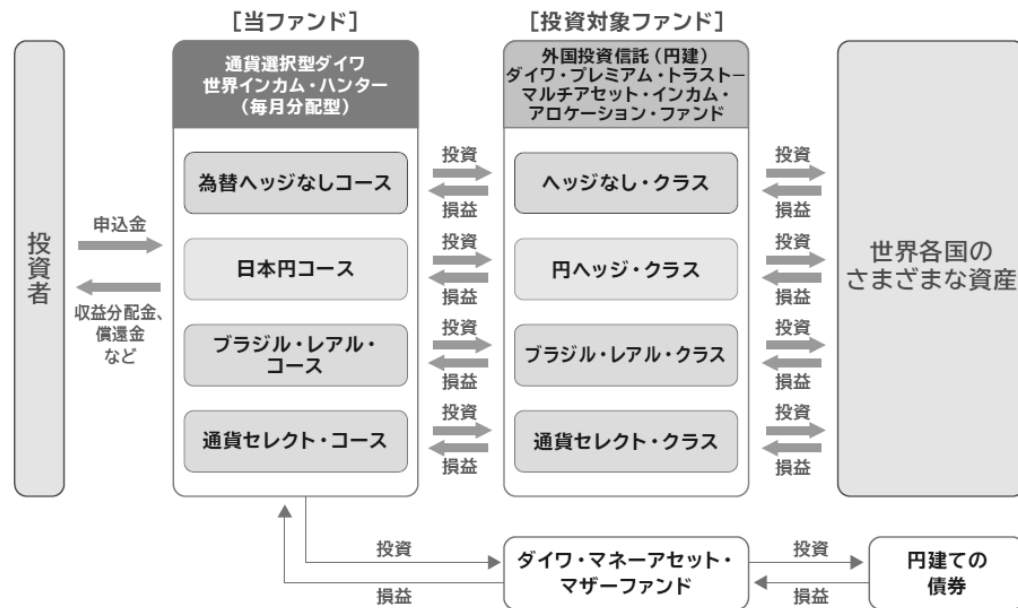 [当ファンド]
[投資対象ファンド]
通貨選択型ダイワ
世界インカム・ハンター
(毎月分配型)
外国投資信託(円建)
ダイワ・プレミアム・トラスト−
マルチアセット・インカム・
アロケーション・ファンド
投資者
申込金
収益分配金、
償還金
など
為替ヘッジなしコース
投資
損益
ヘッジなし・クラス
投資
損益
日本円コース
投資
損益
円ヘッジ・クラス
投資
損益
ブラジル・レアル・
コース
投資
損益
ブラジル・レアル・クラス
投資
損益
通貨セレクト・コース
投資
損益
通貨セレクト・クラス
投資
損益
世界各国の
さまざまな資産
投資
損益
ダイワ・マネーアセット・
マザーファンド
投資
損益
円建ての
債券